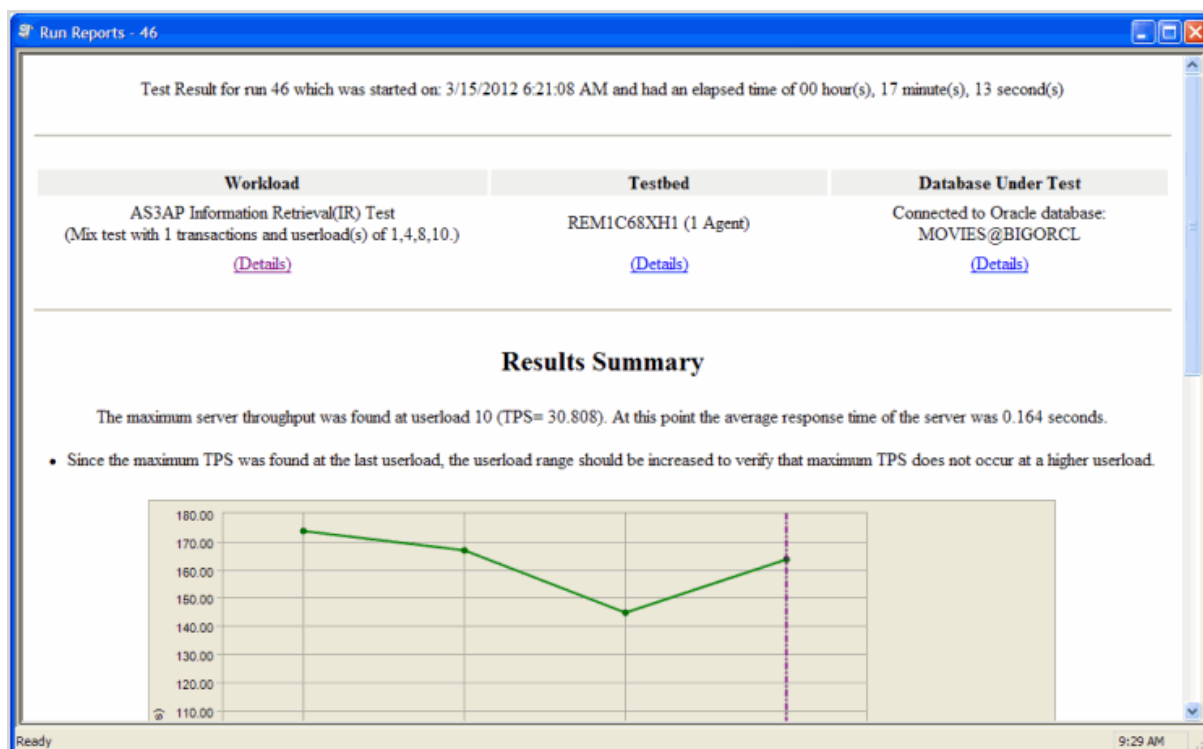 Run Reports - 46
Test Result for run 46 which was started on: 3/15/2012 6:21:08 AM and had an elapsed time of 00 hour(s), 17 minute(s), 13 second(s)
Workload Testbed Database Under Test
AS3AP Information Retrieval(IR) Test
(Mix test with 1 transactions and userload(s) of 1,4,8,10.)
(Details)
REM1C68XH1 (1 Agent)
(Details)
Connected to Oracle database:
MOVIES@BIGORCL
(Details)
Results Summary
The maximum server throughput was found at userload 10 (TPS= 30.808). At this point the average response time of the server was 0.164 seconds.
• Since the maximum TPS was found at the last userload, the userload range should be increased to verify that maximum TPS does not occur at a higher userload.
180.00
170.00
160.00
150.00
140.00
130.00
120.00
110.00
Ready
9:29 AM